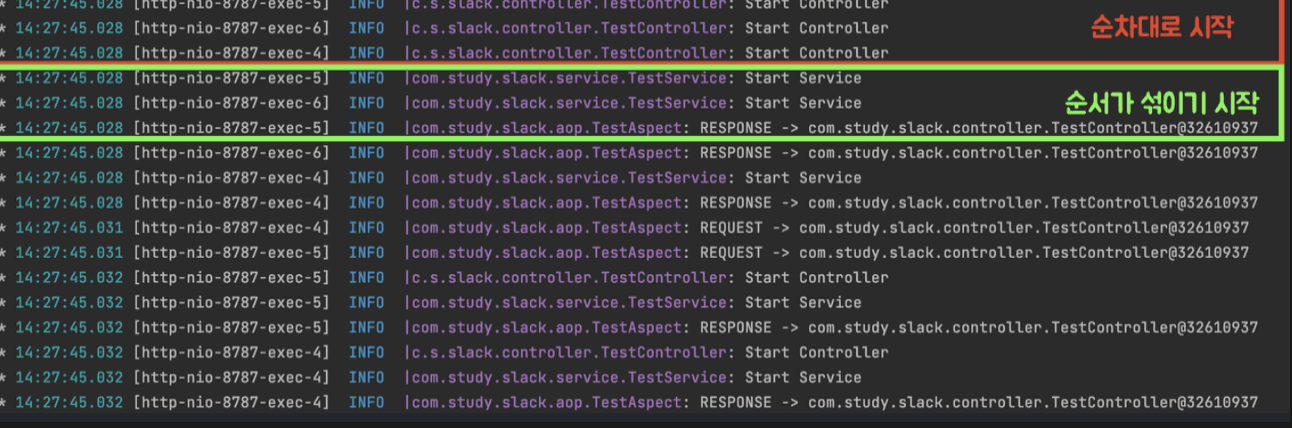 * 14:27:45.028 [http-nio-8787-exec-5] INFO |c.s.slack.controller.TestController: Start Controller
* 14:27:45.028 [http-nio-8787-exec-6] INFO |c.s.slack.controller.TestController: Start Controller
순차대로 시작
* 14:27:45.028 [http-nio-8787-exec-4] INFO |c.s.slack.controller.TestController: Start Controller
* 14:27:45.028 [http-nio-8787-exec-5] INFO |com.study.slack.service.TestService: Start Service
* 14:27:45.028 [http-nio-8787-exec-6] INFO |com.study.slack.service.TestService: Start Service
순서가 섞이기 시작
* 14:27:45.028 [http-nio-8787-exec-5] INFO |com.study.slack.aop.TestAspect: RESPONSE -> com.study.slack.controller.TestController@32610937
* 14:27:45.028 [http-nio-8787-exec-6] INFO |com.study.slack.aop.TestAspect: RESPONSE -> com.study.slack.controller.TestController@32610937
* 14:27:45.028 [http-nio-8787-exec-4] INFO |com.study.slack.service.TestService: Start Service
* 14:27:45.028 [http-nio-8787-exec-4] INFO |com.study.slack.aop.TestAspect: RESPONSE -> com.study.slack.controller.TestController@32610937
* 14:27:45.031 [http-nio-8787-exec-4] INFO |com.study.slack.aop.TestAspect: REQUEST -> com.study.slack.controller.TestController@32610937
* 14:27:45.031 [http-nio-8787-exec-5] INFO |com.study.slack.aop.TestAspect: REQUEST -> com.study.slack.controller.TestController@32610937
* 14:27:45.032 [http-nio-8787-exec-5] INFO |c.s.slack.controller.TestController: Start Controller
* 14:27:45.032 [http-nio-8787-exec-5] INFO |com.study.slack.service.TestService: Start Service
* 14:27:45.032 [http-nio-8787-exec-5] INFO |com.study.slack.aop.TestAspect: RESPONSE -> com.study.slack.controller.TestController@32610937
* 14:27:45.032 [http-nio-8787-exec-4] INFO |c.s.slack.controller.TestController: Start Controller
* 14:27:45.032 [http-nio-8787-exec-4] INFO |com.study.slack.service.TestService: Start Service
* 14:27:45.032 [http-nio-8787-exec-4] INFO |com.study.slack.aop.TestAspect: RESPONSE -> com.study.slack.controller.TestController@32610937